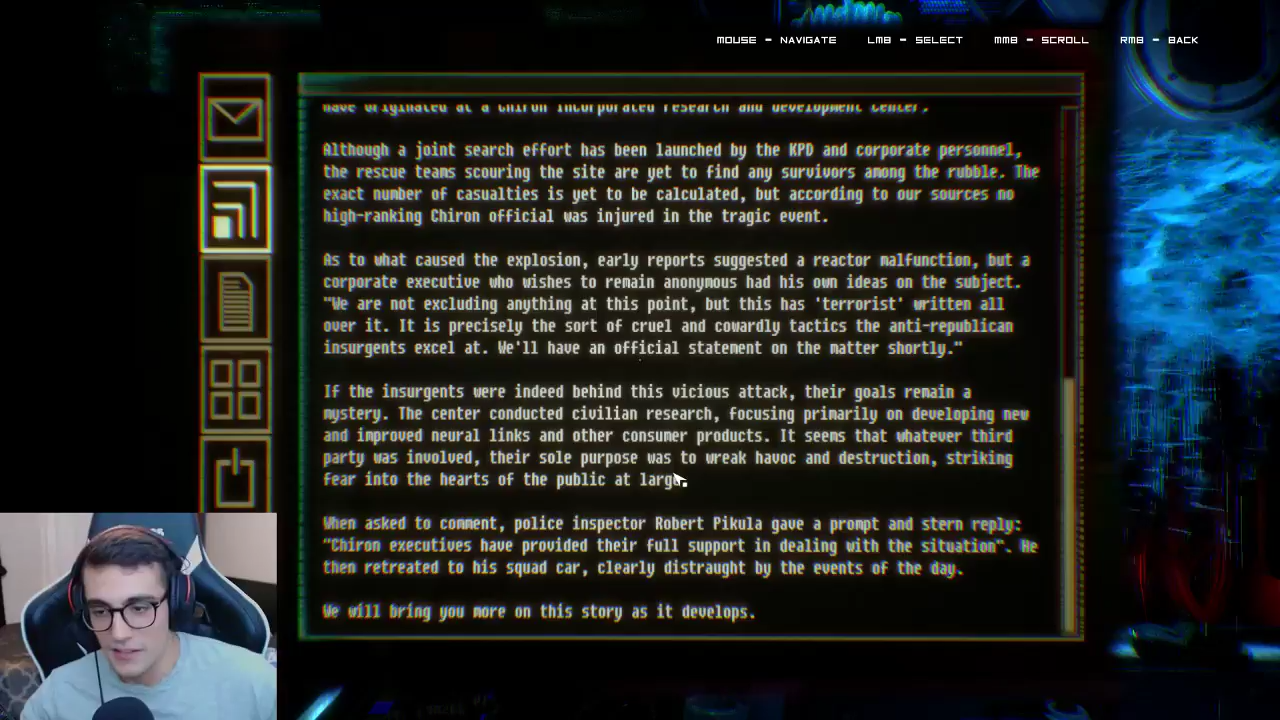 MOUSE - NAVIGATE LMB - SELECT MMB - SCROLL RMB - BACK
have originated at a Chiron Incorporated research and development center.
Although a joint search effort has been launched by the KPD and corporate personnel,
the rescue teams scouring the site are yet to find any survivors among the rubble. The
exact number of casualties is yet to be calculated, but according to our sources no
high-ranking Chiron official was injured in the tragic event.
As to what caused the explosion, early reports suggested a reactor malfunction, but a
corporate executive who wishes to remain anonymous had his own ideas on the subject.
"We are not excluding anything at this point, but this has 'terrorist' written all
over it. It is precisely the sort of cruel and cowardly tactics the anti-republican
insurgents excel at. We'll have an official statement on the matter shortly."
If the insurgents were indeed behind this vicious attack, their goals remain a
mystery. The center conducted civilian research, focusing primarily on developing new
and improved neural links and other consumer products. It seems that whatever third
party was involved, their sole purpose was to wreak havoc and destruction, striking
fear into the hearts of the public at large.
When asked to comment, police inspector Robert Pikula gave a prompt and stern reply:
"Chiron executives have provided their full support in dealing with the situation". He
then retreated to his squad car, clearly distraught by the events of the day.
We will bring you more on this story as it develops.